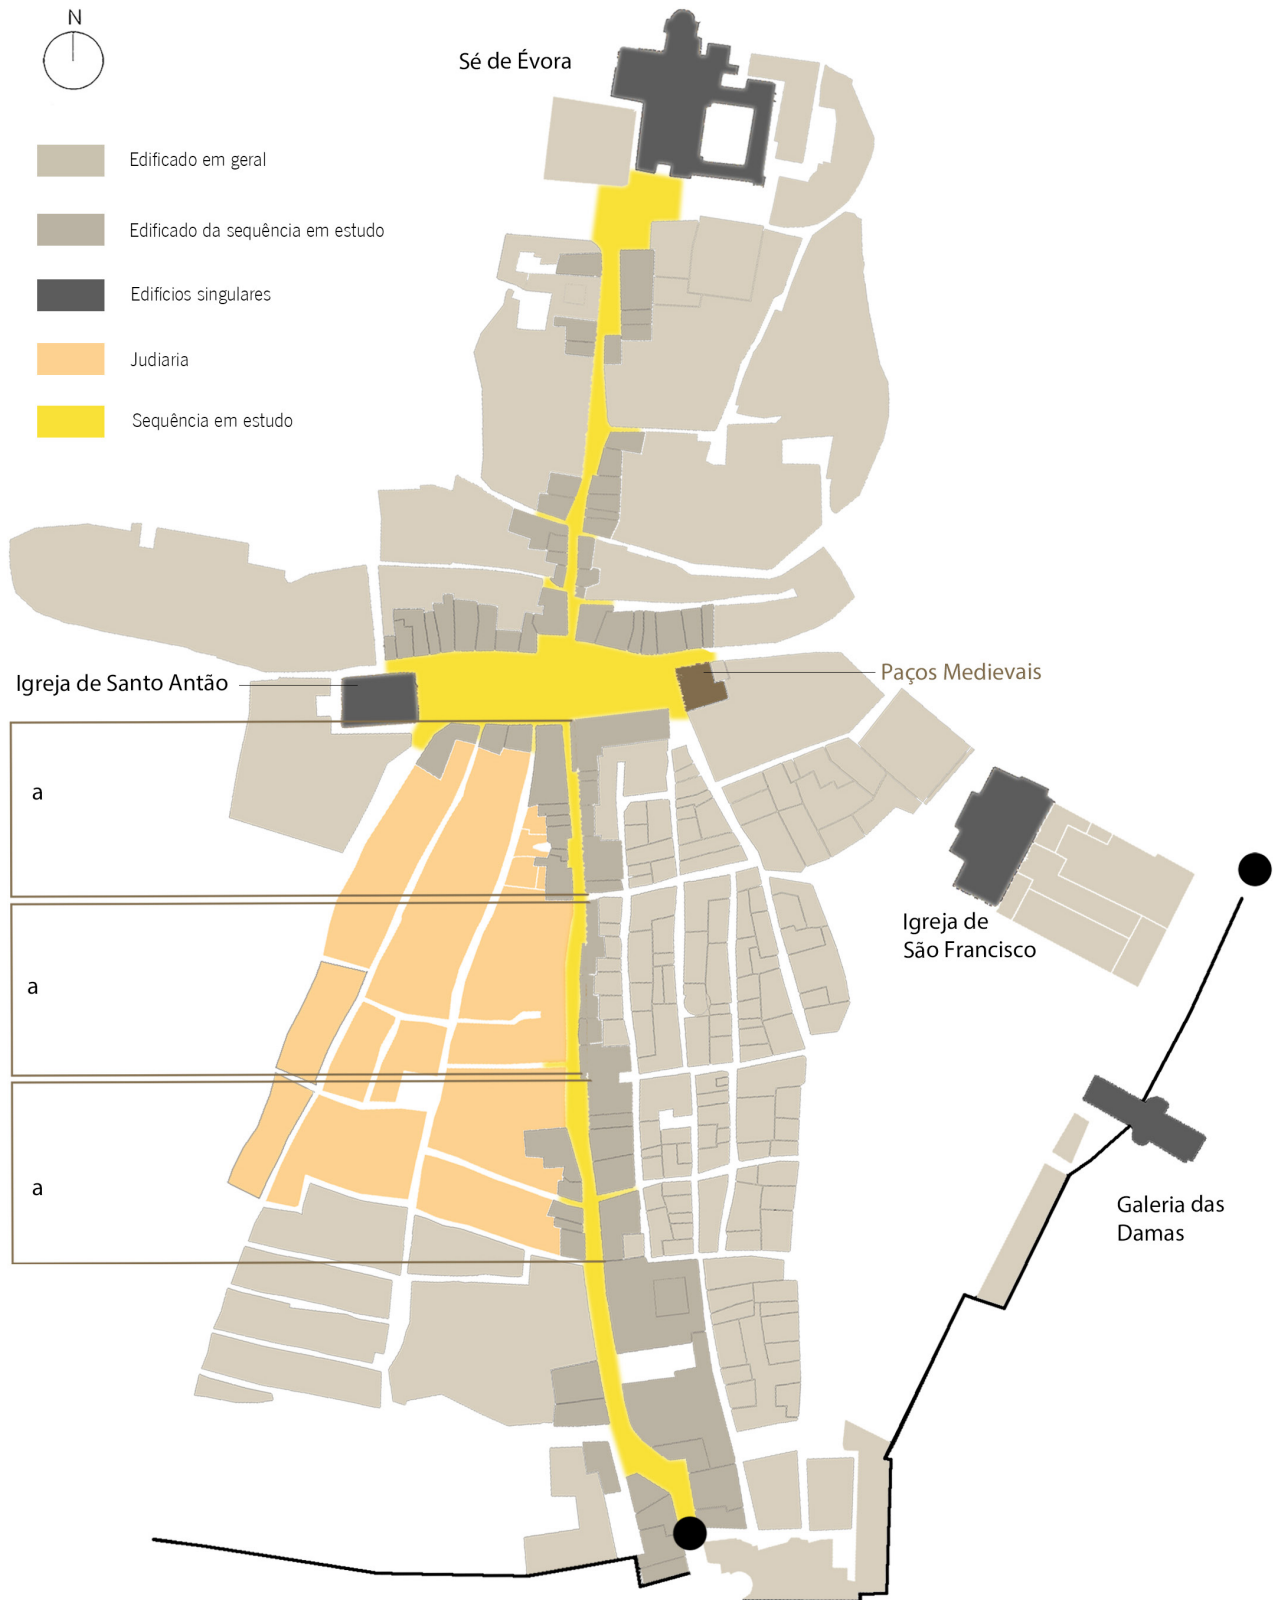 N
Sé de Évora
Edificado em geral
Edificado da sequência em estudo
Edifícios singulares
Judiaria
Sequência em estudo
Igreja de Santo Antão
Paços Medievais
a
Igreja de
São Francisco
a
a
Galeria das
Damas